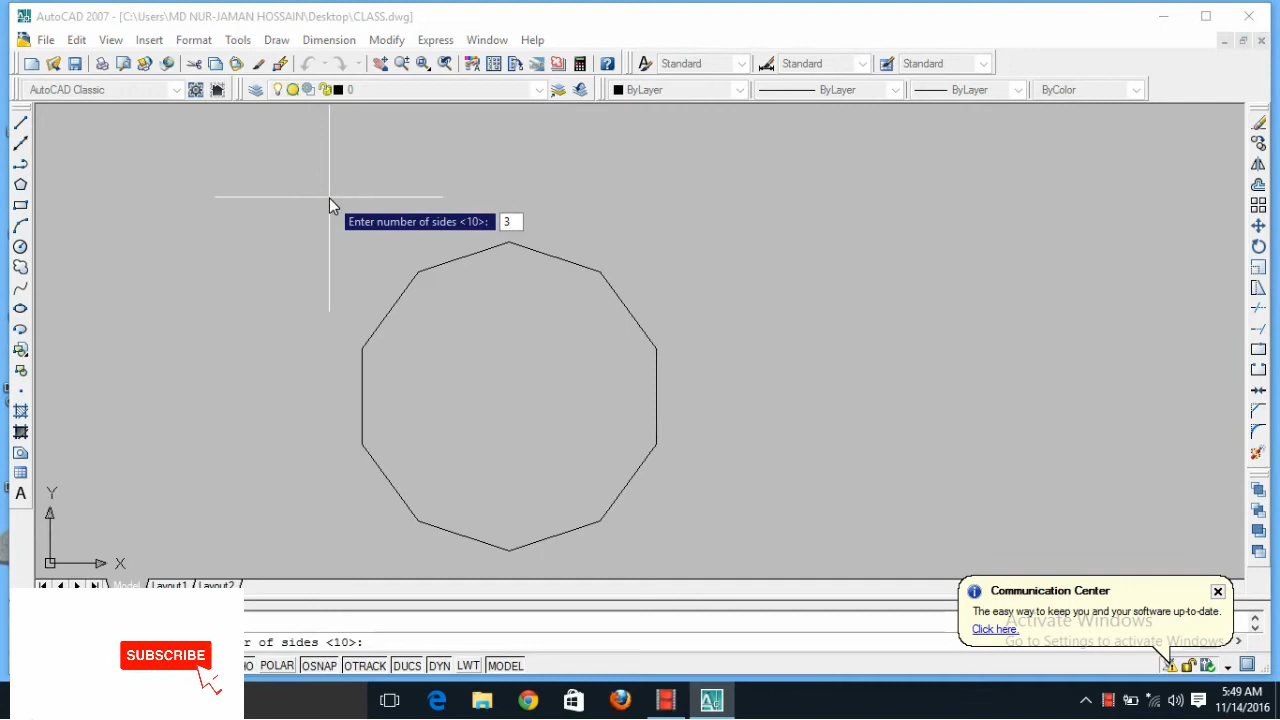 AutoCAD 2007 - [C:\Users\MD NUR-JAMAN HOSSAIN\Desktop\CLASS.dwg]
File Edit View Insert Format Tools Draw Dimension Modify Express Window Help
Standard Standard Standard
AutoCAD Classic 0 ByLayer ByLayer ByLayer ByColor
Enter number of sides <10>: 3
A
Y
X
Model Layout1 Layout2
Communication Center
The easy way to keep you and your software up-to-date.
Click here.
Activate Windows
Go to Settings to activate Windows
r of sides <10>:
SUBSCRIBE
HO POLAR OSNAP OTRACK DUCS DYN LWT MODEL
5:49 AM
11/14/2016